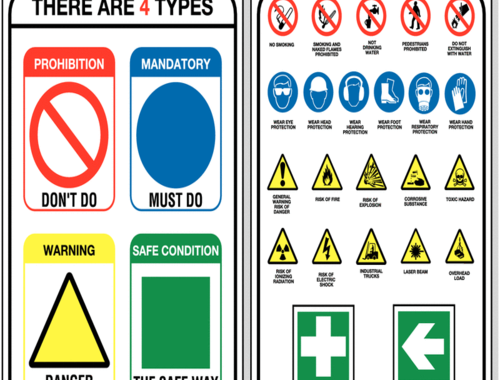 THERE ARE 4 TYPES
PROHIBITION
DON'T DO
MANDATORY
MUST DO
WARNING
DANGER
SAFE CONDITION
THE SAFE WAY
NO SMOKING
SMOKING AND
NAKED FLAMES
PROHIBITED
NOT
DRINKING
WATER
PEDESTRIANS
PROHIBITED
DO NOT
EXTINGUISH
WITH WATER
WEAR EYE
PROTECTION
WEAR HEAD
PROTECTION
WEAR
HEARING
PROTECTION
WEAR FOOT
PROTECTION
WEAR
RESPIRATORY
PROTECTION
WEAR HAND
PROTECTION
GENERAL
WARNING
RISK OF
DANGER
RISK OF FIRE
RISK OF
EXPLOSION
CORROSIVE
SUBSTANCE
TOXIC HAZARD
RISK OF
IONIZING
RADIATION
RISK OF
ELECTRIC
SHOCK
INDUSTRIAL
TRUCKS
LASER BEAM
OVERHEAD
LOAD